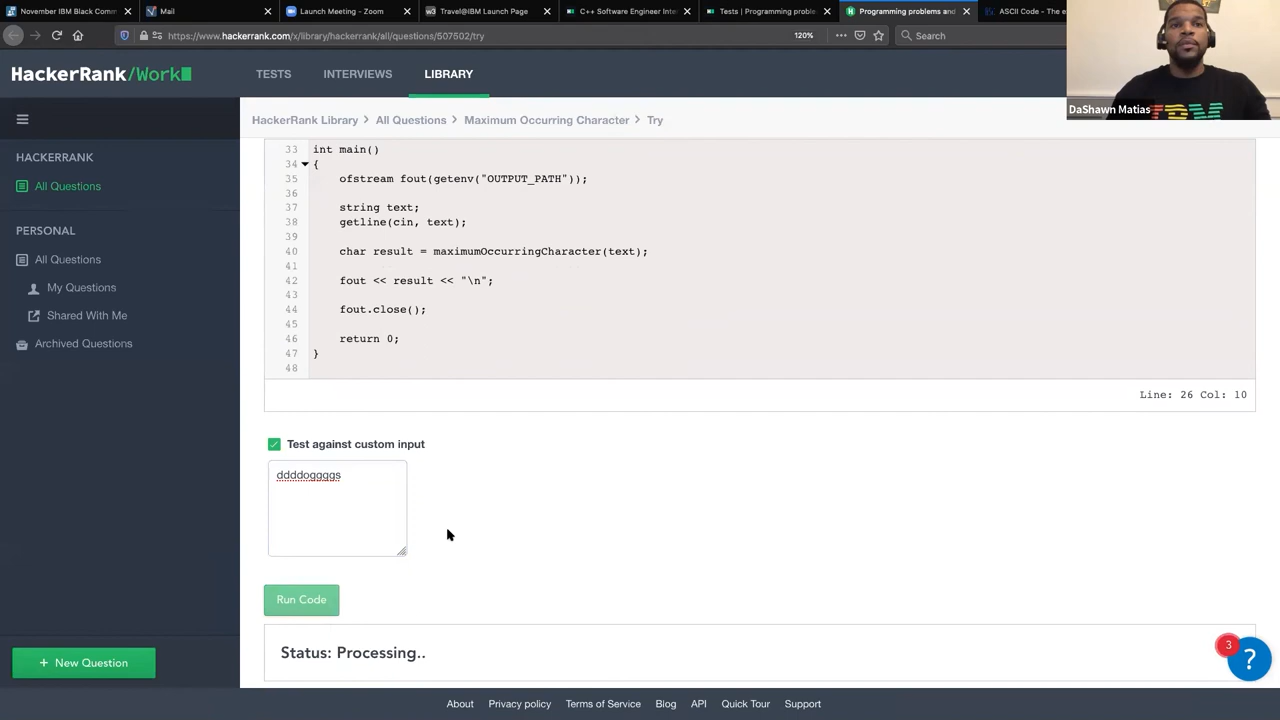 November IBM Black Comm
Mail
Launch Meeting - Zoom
Travel@IBM Launch Page
C++ Software Engineer Inte
Tests | Programming proble
Programming problems and
ASCII Code - The e
https://www.hackerrank.com/x/library/hackerrank/all/questions/507602/try
120%
Search
HackerRank/Work
TESTS
INTERVIEWS
LIBRARY
DaShawn Matias
IBM
HackerRank Library > All Questions > Maximum Occurring Character > Try
HACKERRANK
All Questions
PERSONAL
All Questions
My Questions
Shared With Me
Archived Questions
New Question
33 int main()
34 {
35 ofstream fout(getenv("OUTPUT_PATH"));
36
37 string text;
38 getline(cin, text);
39
40 char result = maximumOccurringCharacter(text);
41
42 fout << result << "\n";
43
44 fout.close();
45
46 return 0;
47 }
48
Line: 26 Col: 10
Test against custom input
ddddoggggs
Run Code
Status: Processing..
3
?
About Privacy policy Terms of Service Blog API Quick Tour Support